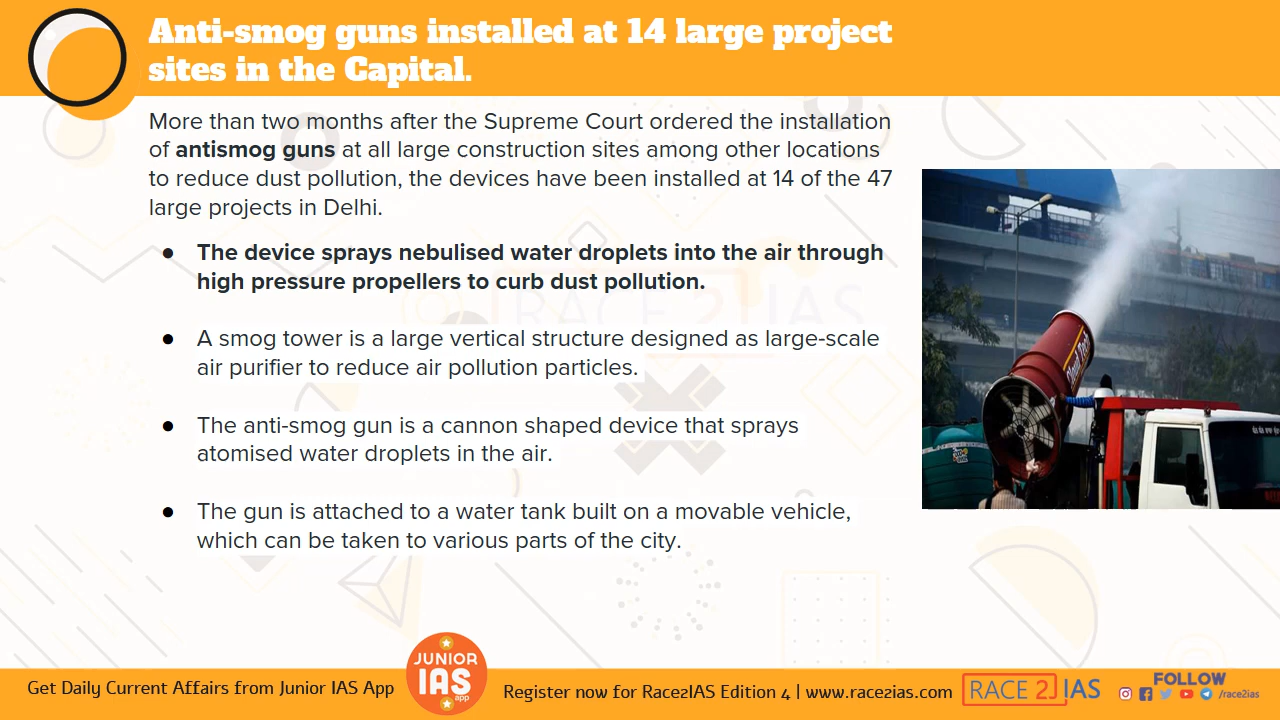 Anti-smog guns installed at 14 large project
sites in the Capital.
More than two months after the Supreme Court ordered the installation
of antismog guns at all large construction sites among other locations
to reduce dust pollution, the devices have been installed at 14 of the 47
large projects in Delhi.
● The device sprays nebulised water droplets into the air through
high pressure propellers to curb dust pollution.
● A smog tower is a large vertical structure designed as large-scale
air purifier to reduce air pollution particles.
● The anti-smog gun is a cannon shaped device that sprays
atomised water droplets in the air.
● The gun is attached to a water tank built on a movable vehicle,
which can be taken to various parts of the city.
RACE 2J IAS
Get Daily Current Affairs from Junior IAS App
JUNIOR
IAS
app
Register now for Race2IAS Edition 4 | www.race2ias.com
RACE 2J IAS
FOLLOW
/race2ias